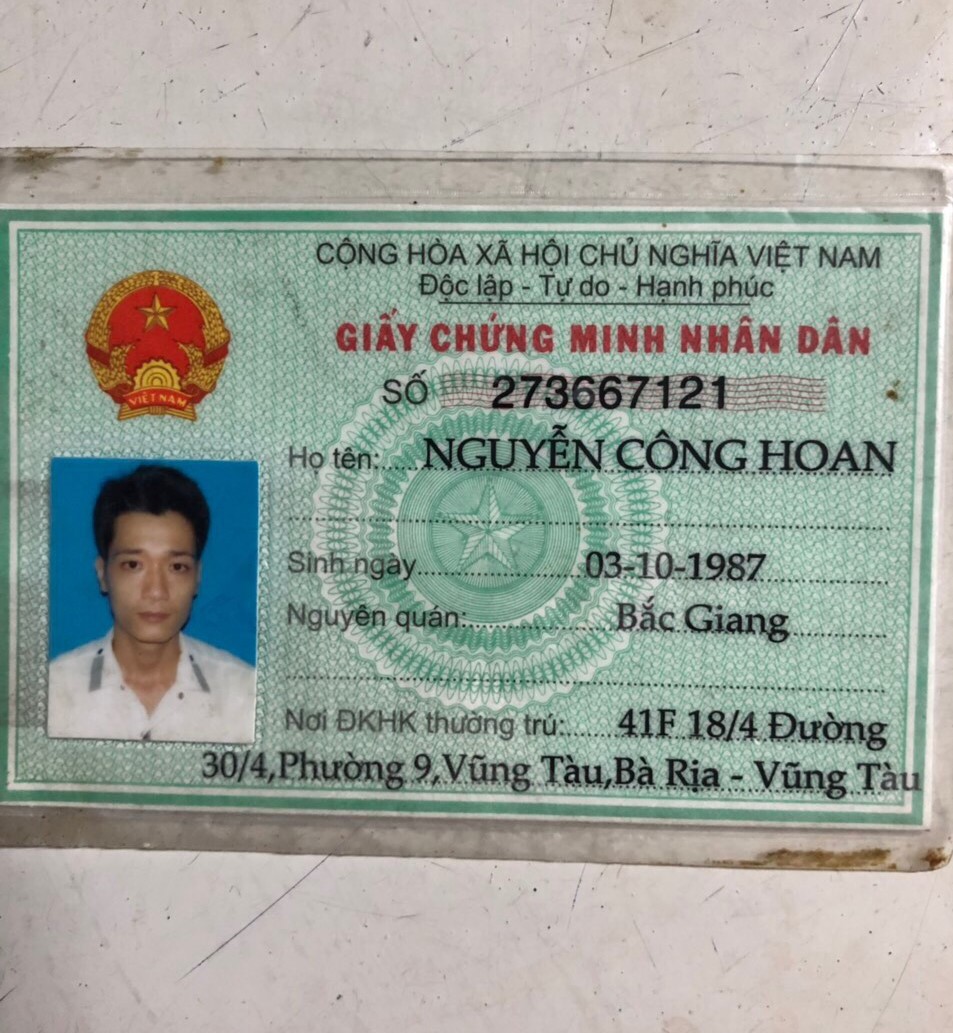 CỘNG HÒA XÃ HỘI CHỦ NGHĨA VIỆT NAM
Độc lập - Tự do - Hạnh phúc
GIẤY CHỨNG MINH NHÂN DÂN
SỐ 273667121
VIỆT NAM
Họ tên:....NGUYỄN CÔNG HOAN
Sinh ngày....03-10-1987
Nguyên quán:....Bắc Giang
Nơi ĐKHK thường trú:....41F 18/4 Đường
30/4,Phường 9,Vũng Tàu,Bà Rịa - Vũng Tàu